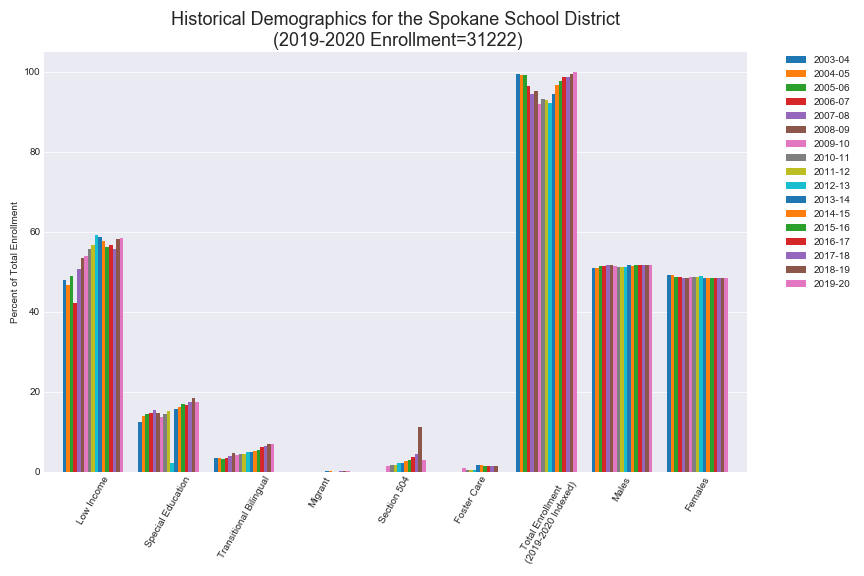 Historical Demographics for the Spokane School District
(2019-2020 Enrollment=31222)
Percent of Total Enrollment
100
80
60
40
20
0
Low Income
Special Education
Transitional Bilingual
Migrant
Section 504
Foster Care
Total Enrollment
(2019-2020 Indexed)
Males
Females
2003-04
2004-05
2005-06
2006-07
2007-08
2008-09
2009-10
2010-11
2011-12
2012-13
2013-14
2014-15
2015-16
2016-17
2017-18
2018-19
2019-20